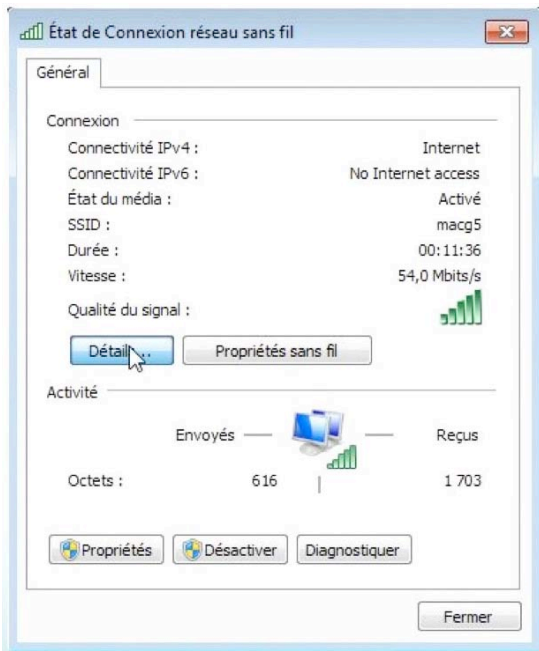 État de Connexion réseau sans fil
Général
Connexion
Connectivité IPv4 : Internet
Connectivité IPv6 : No Internet access
État du média : Activé
SSID : macg5
Durée : 00:11:36
Vitesse : 54,0 Mbits/s
Qualité du signal :
Propriétés sans fil
Activité
Envoyés Reçus
Octets : 616 1 703
Propriétés Désactiver Diagnostiquer
Fermer